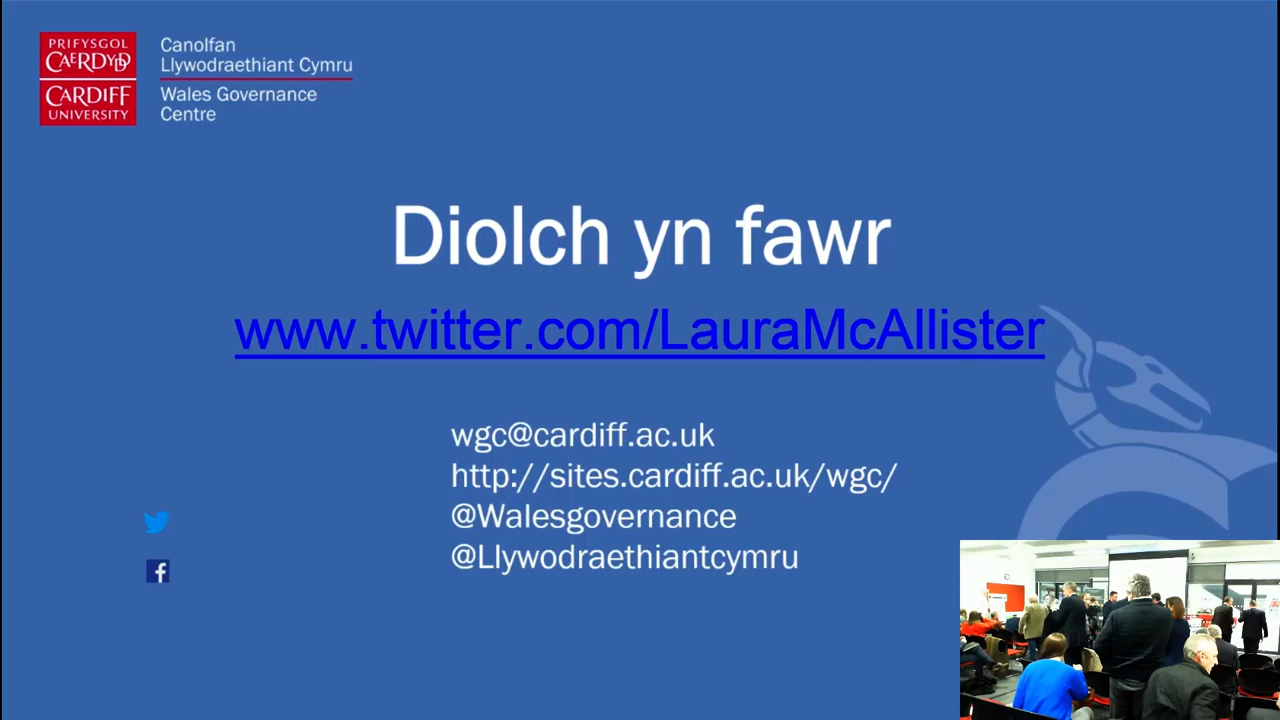 PRIFYSGOL
CAERDYDD
CARDIFF
UNIVERSITY
Canolfan
Llywodraethiant Cymru
Wales Governance
Centre
Diolch yn fawr
www.twitter.com/LauraMcAllister
wgc@cardiff.ac.uk
http://sites.cardiff.ac.uk/wgc/
@Walesgovernance
@Llywodraethiantcymru